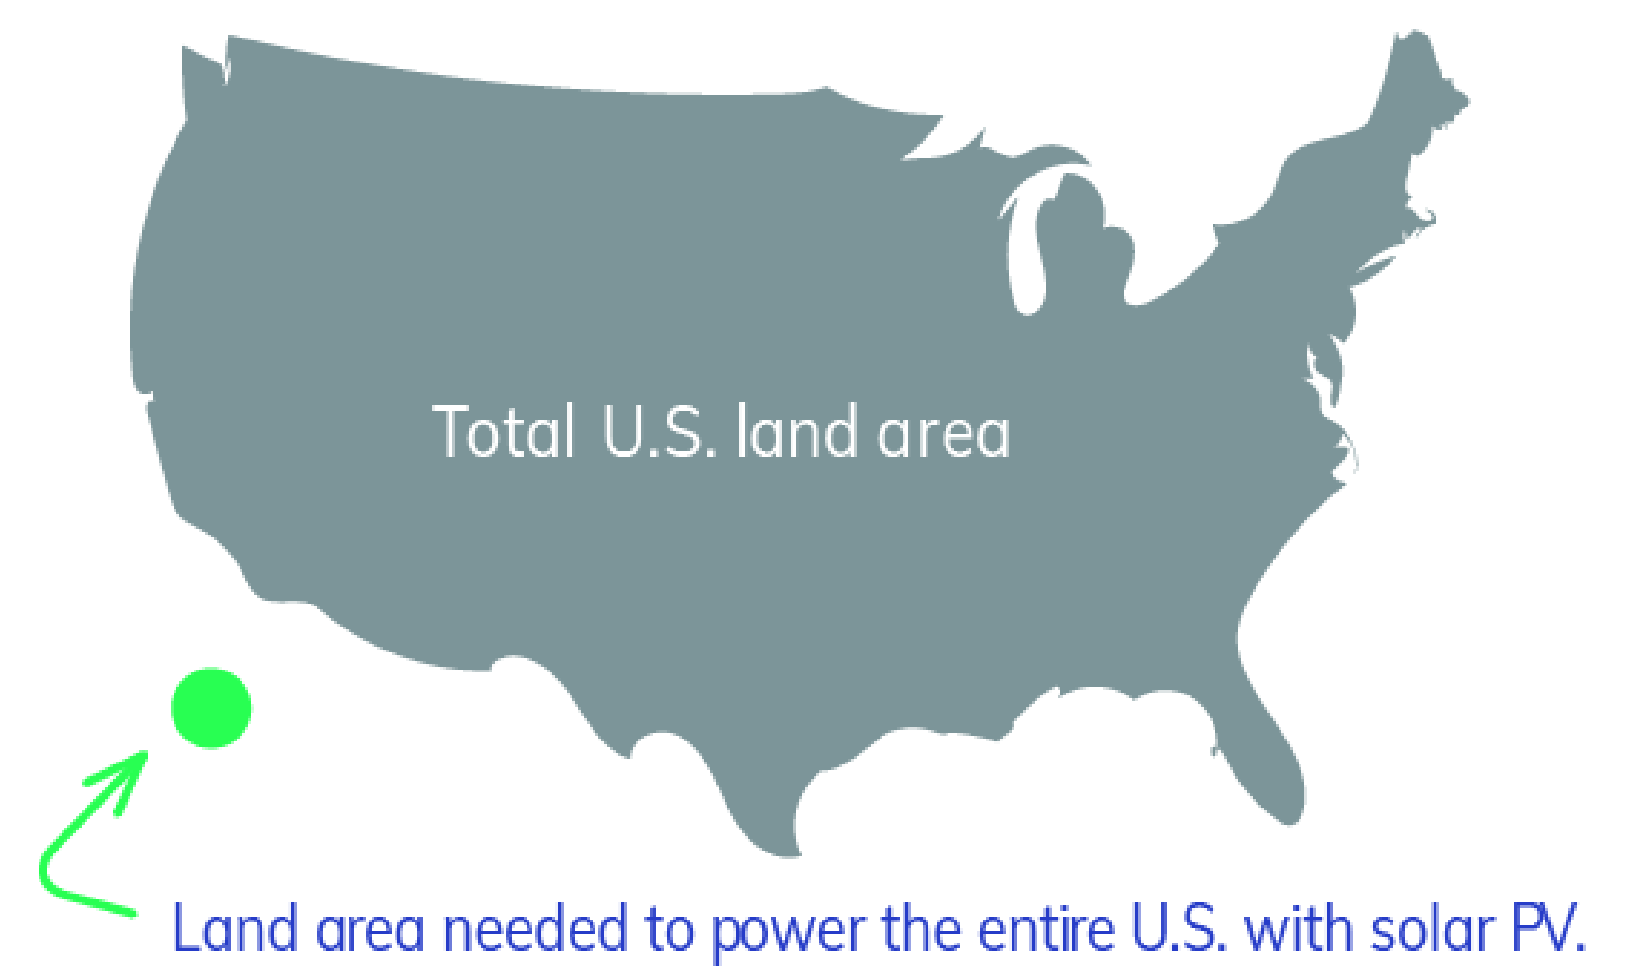 Total U.S. land area
Land area needed to power the entire U.S. with solar PV.